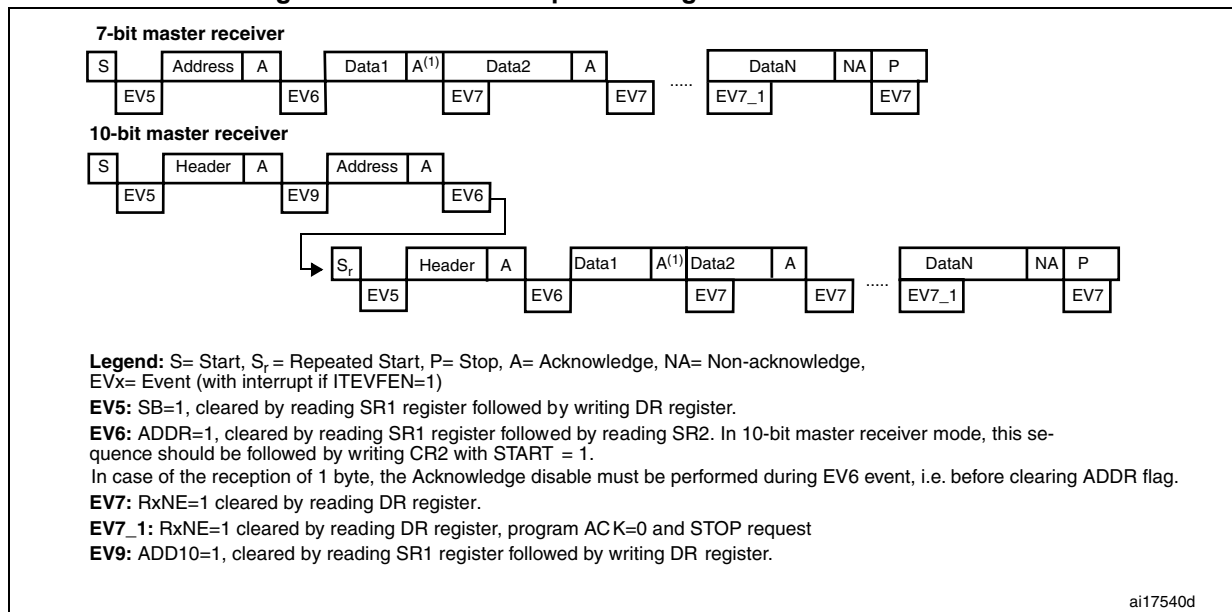 7-bit master receiver
S Address A Data1 A(1) Data2 A ..... DataN NA P
EV5 EV6 EV7 EV7 EV7_1 EV7
10-bit master receiver
S Header A Address A
EV5 EV9 EV6
Sr Header A Data1 A(1) Data2 A ..... DataN NA P
EV5 EV6 EV7 EV7 EV7_1 EV7
Legend: S= Start, Sr = Repeated Start, P= Stop, A= Acknowledge, NA= Non-acknowledge,
EVx= Event (with interrupt if ITEVFEN=1)
EV5: SB=1, cleared by reading SR1 register followed by writing DR register.
EV6: ADDR=1, cleared by reading SR1 register followed by reading SR2. In 10-bit master receiver mode, this se-
quence should be followed by writing CR2 with START = 1.
In case of the reception of 1 byte, the Acknowledge disable must be performed during EV6 event, i.e. before clearing ADDR flag.
EV7: RxNE=1 cleared by reading DR register.
EV7_1: RxNE=1 cleared by reading DR register, program ACK=0 and STOP request
EV9: ADD10=1, cleared by reading SR1 register followed by writing DR register.
ai17540d